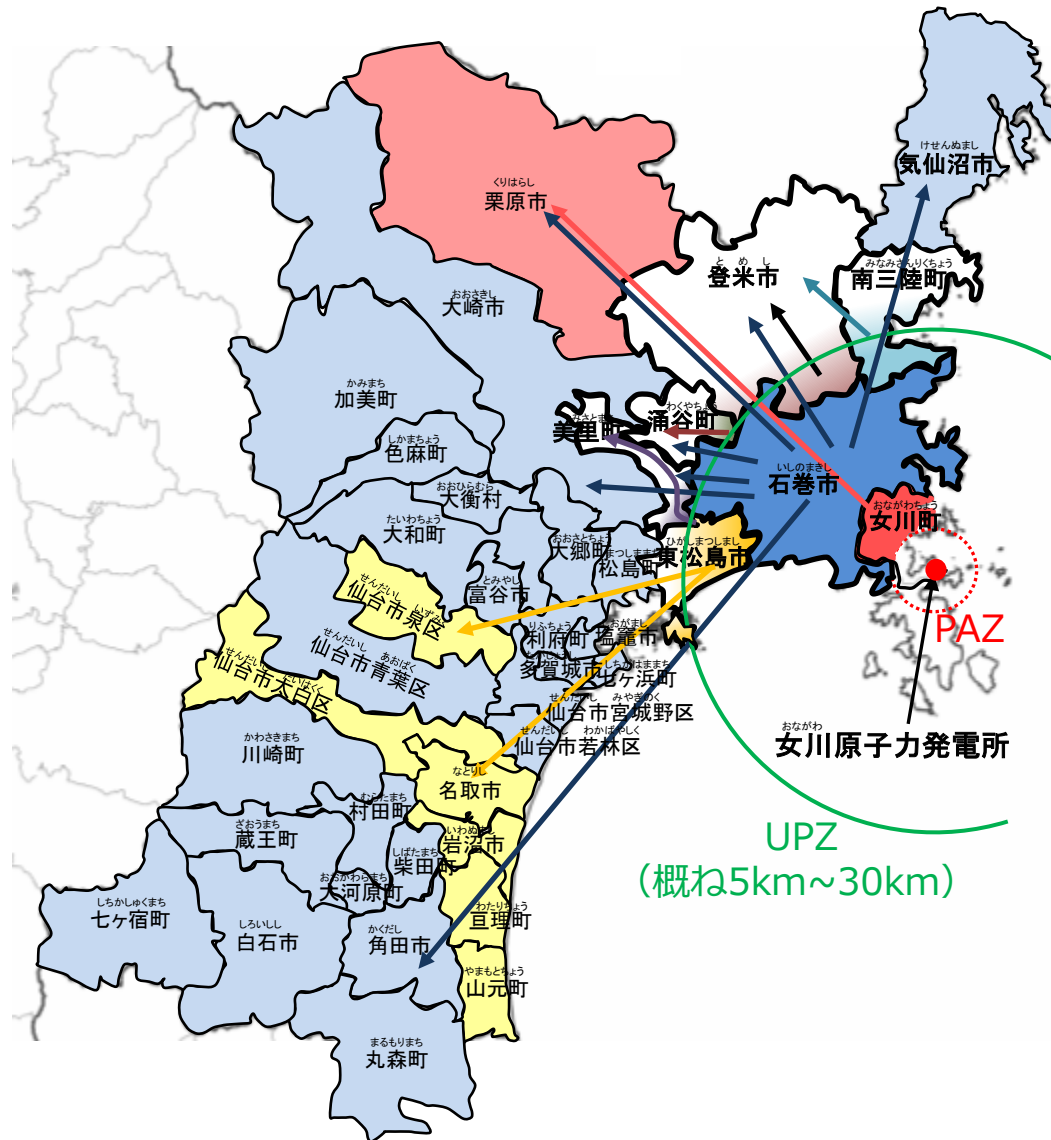 けせんぬまし
気仙沼市
くりはらし
栗原市
とめし
登米市
みなみさんりくちょう
南三陸町
おおさきし
大崎市
かみまち
加美町
わくやちょう
涌谷町
美里町
しかまちょう
色麻町
おおひらむら
大衡村
いしのまきし
石巻市
おながわちょう
女川町
たいわちょう
大和町
おおさとちょう
大郷町
まつしままち
松島町
ひがしまつしまし
東松島市
とみやし
富谷市
せんだいし いずみく
仙台市泉区
PAZ
りふちょう
利府町
塩竈市
せんだいし あおばく
仙台市青葉区
せんだいし たいはくく
仙台市太白区
多賀城市
しちがはままち
七ヶ浜町
せんだいし みやぎのく
仙台市宮城野区
せんだいし わかばやしく
仙台市若林区
おながわ
女川原子力発電所
かわさきまち
川崎町
なとりし
名取市
むらたまち
村田町
ざおうまち
蔵王町
いわぬまし
岩沼市
しばたまち
柴田町
おおがわらまち
大河原町
UPZ
（概ね5km~30km）
しちかしゅくまち
七ヶ宿町
しろいしし
白石市
かくだし
角田市
わたりちょう
亘理町
やまもとちょう
山元町
まるもりまち
丸森町